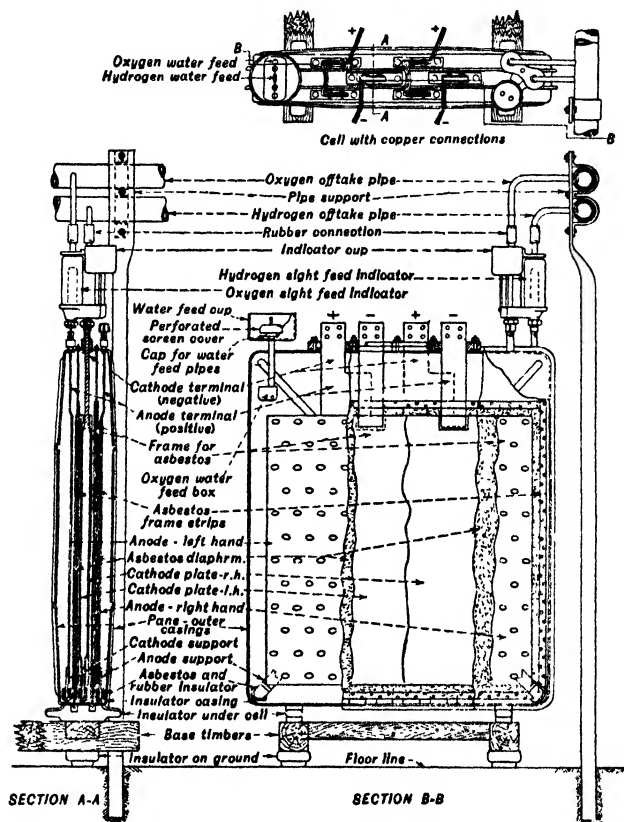 B
+
A
+
Oxygen water feed
Hydrogen water feed
-
A
-
B
Cell with copper connections
Oxygen offtake pipe
Pipe support
Hydrogen offtake pipe
Rubber connection
Indicator cup
Hydrogen sight feed indicator
Oxygen sight feed indicator
Water feed cup
Perforated
screen cover
Cap for water
feed pipes
+
-
+
-
Cathode terminal
(negative)
Anode terminal
(positive)
Frame for
asbestos
Oxygen water
feed box
Asbestos
frame strips
Anode - left hand
Asbestos diaphrm.
Cathode plate-r.h.
Cathode plate-l.h.
Anode - right hand
Pane - outer
casings
Cathode support
Anode support
Asbestos and
rubber insulator
Insulator casing
Insulator under cell
Base timbers
Insulator on ground
Floor line
SECTION A-A
SECTION B-B